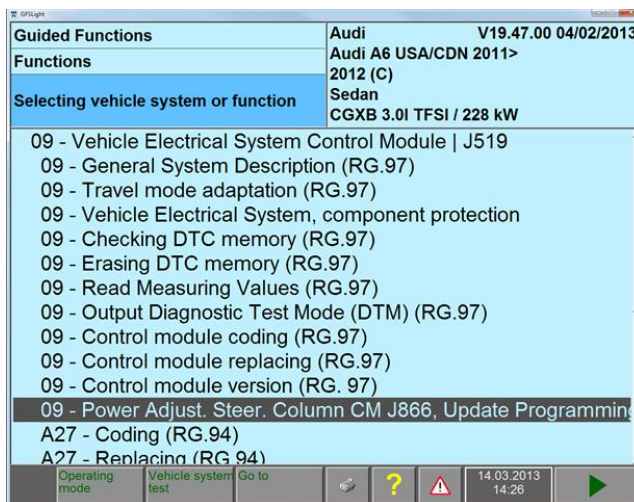 GFSLight
Guided Functions
Functions
Selecting vehicle system or function
Audi V19.47.00 04/02/2013
Audi A6 USA/CDN 2011>
2012 (C)
Sedan
CGXB 3.0l TFSI / 228 kW
09 - Vehicle Electrical System Control Module | J519
09 - General System Description (RG.97)
09 - Travel mode adaptation (RG.97)
09 - Vehicle Electrical System, component protection
09 - Checking DTC memory (RG.97)
09 - Erasing DTC memory (RG.97)
09 - Read Measuring Values (RG.97)
09 - Output Diagnostic Test Mode (DTM) (RG.97)
09 - Control module coding (RG.97)
09 - Control module replacing (RG.97)
09 - Control module version (RG. 97)
09 - Power Adjust. Steer. Column CM J866, Update Programming
A27 - Coding (RG.94)
A27 - Replacing (RG.94)
Operating mode
Vehicle system test
Go to
?
14.03.2013
14:26